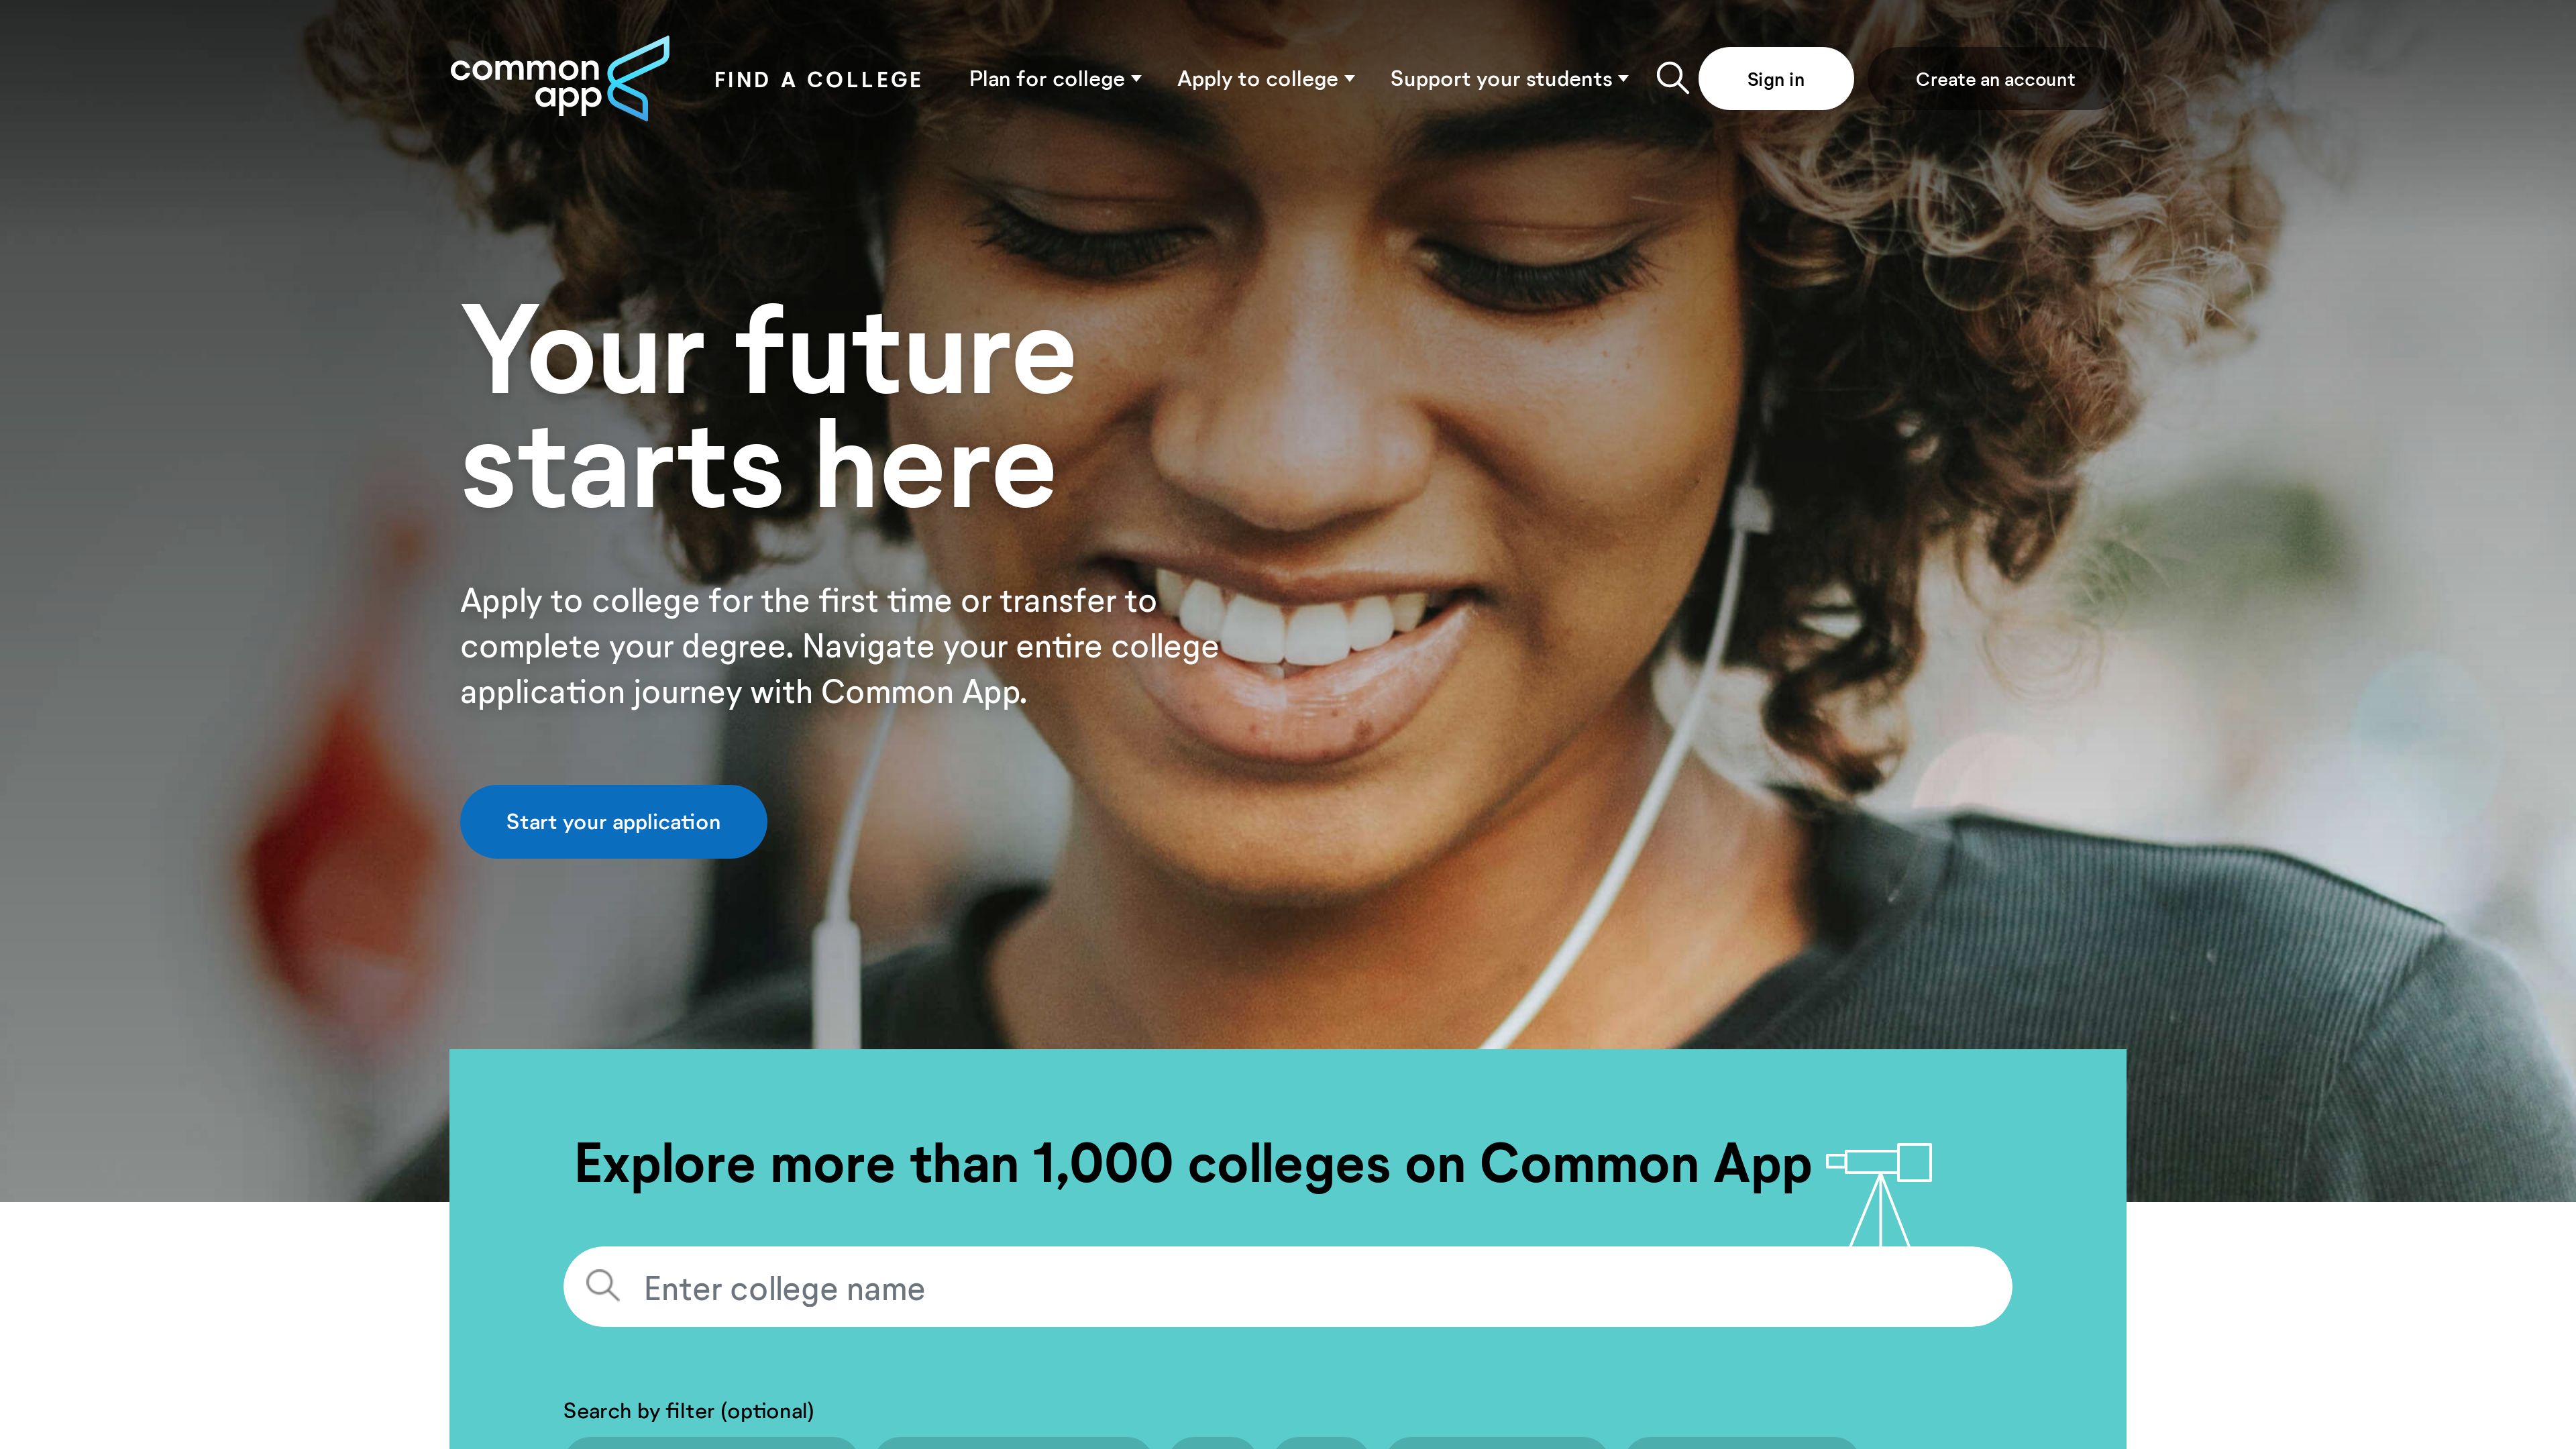 common
app
FIND A COLLEGE
Plan for college
Apply to college
Support your students
Sign in
Create an account
Your future
starts here
Apply to college for the first time or transfer to
complete your degree. Navigate your entire college
application journey with Common App.
Start your application
Explore more than 1,000 colleges on Common App
Enter college name
Search by filter (optional)